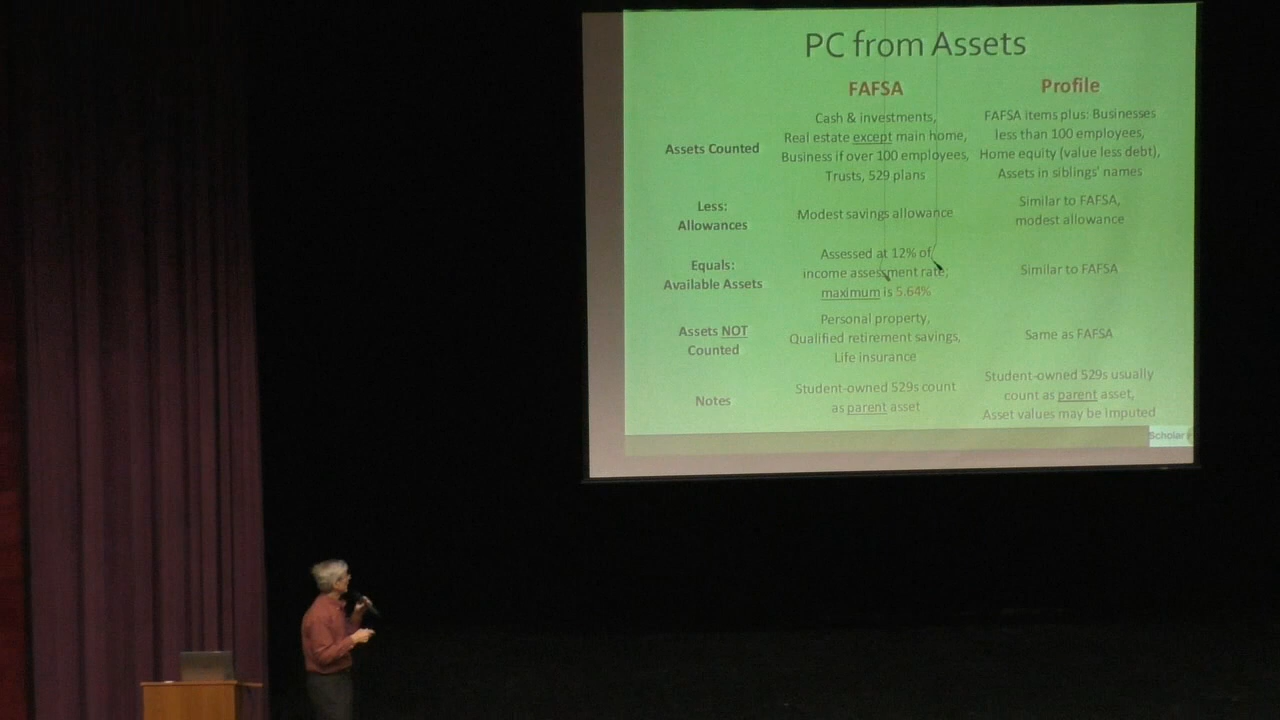 PC from Assets
FAFSA
Profile
Assets Counted
Cash & investments,
Real estate except main home,
Business if over 100 employees,
Trusts, 529 plans
FAFSA items plus: Businesses
less than 100 employees,
Home equity (value less debt),
Assets in siblings' names
Less:
Allowances
Modest savings allowance
Similar to FAFSA,
modest allowance
Equals:
Available Assets
Assessed at 12% of
income assessment rate;
maximum is 5.64%
Similar to FAFSA
Assets NOT
Counted
Personal property,
Qualified retirement savings,
Life insurance
Same as FAFSA
Notes
Student-owned 529s count
as parent asset
Student-owned 529s usually
count as parent asset,
Asset values may be imputed
Scholar